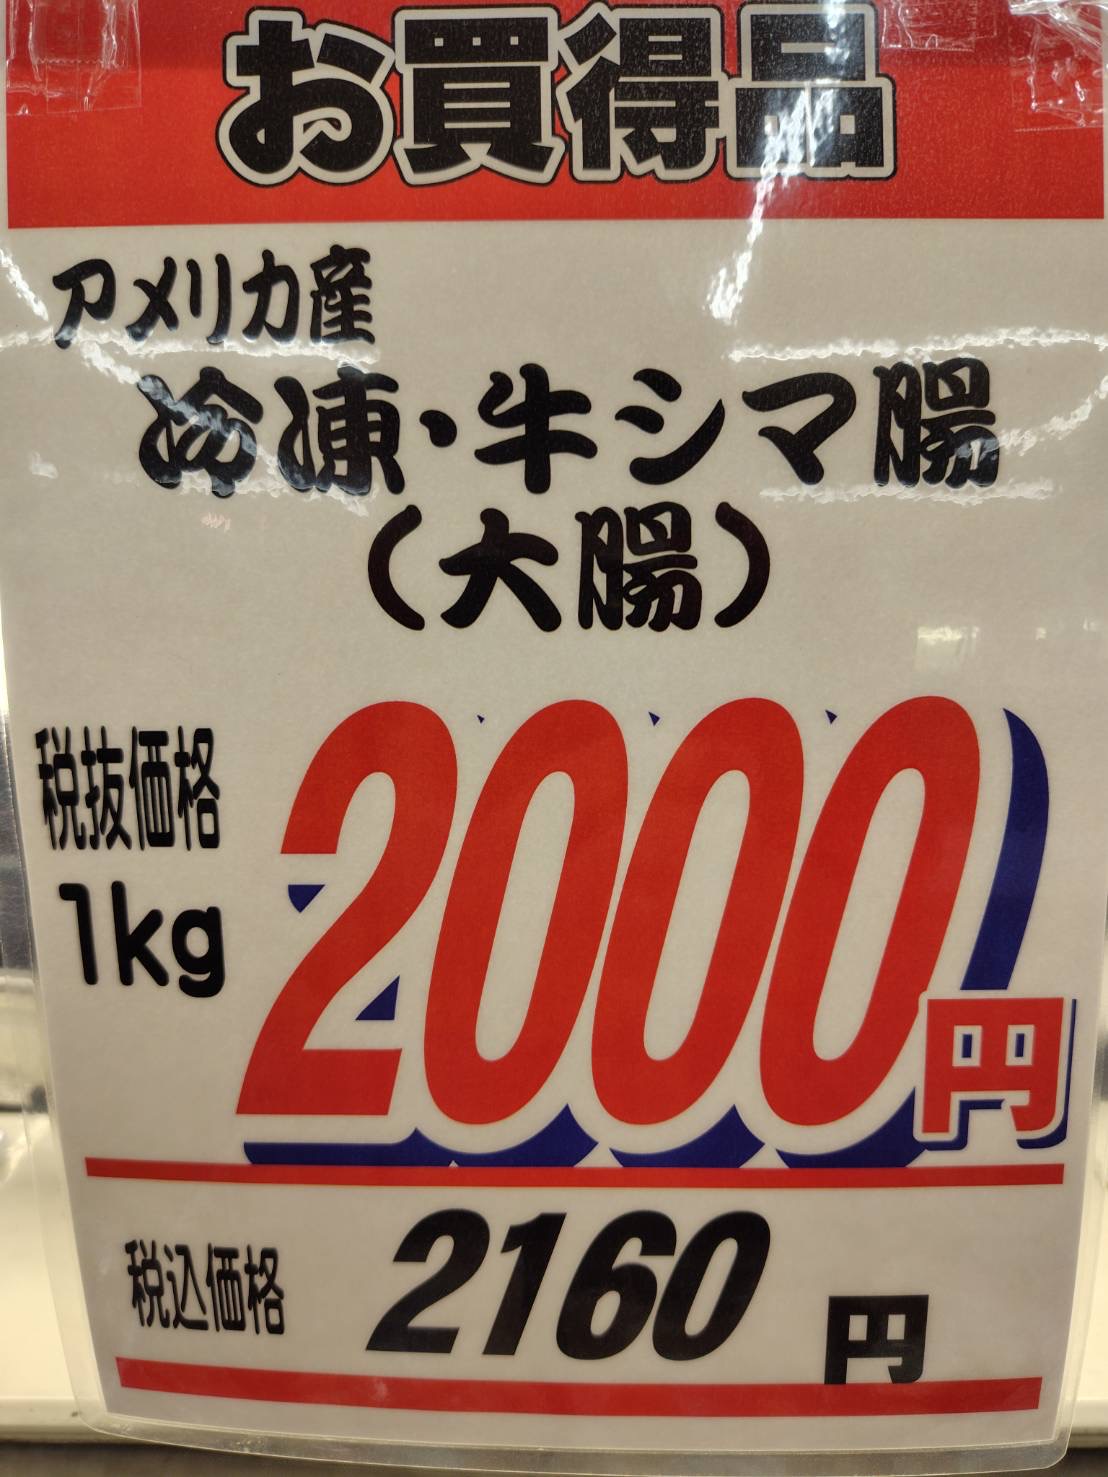 お買得品
アメリカ産
冷凍・牛シマ腸
（大腸）
税抜価格
1kg
2000円
税込価格 2160円